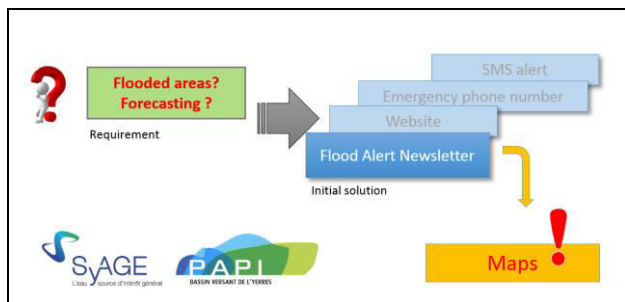 Flooded areas?
Forecasting ?
Requirement
SMS alert
Emergency phone number
Website
Flood Alert Newsletter
Initial solution
SyAGE
L'eau source d'intérêt général
PAPI
BASSIN VERSANT DE L'YERRES
Maps